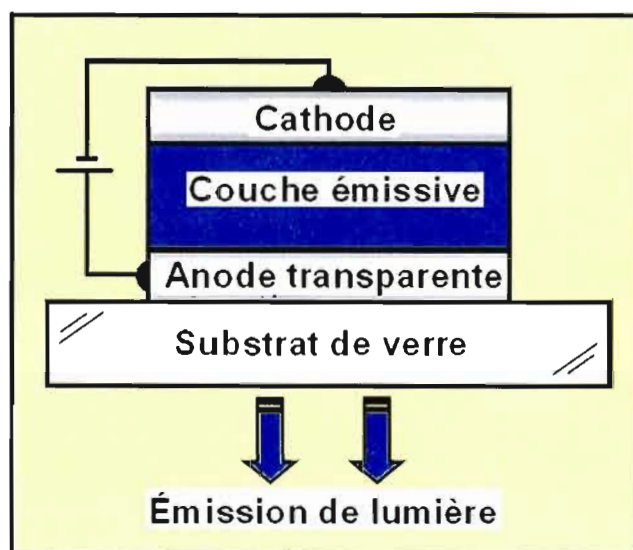 Cathode
Couche émissive
Anode transparente
Substrat de verre
Émission de lumière